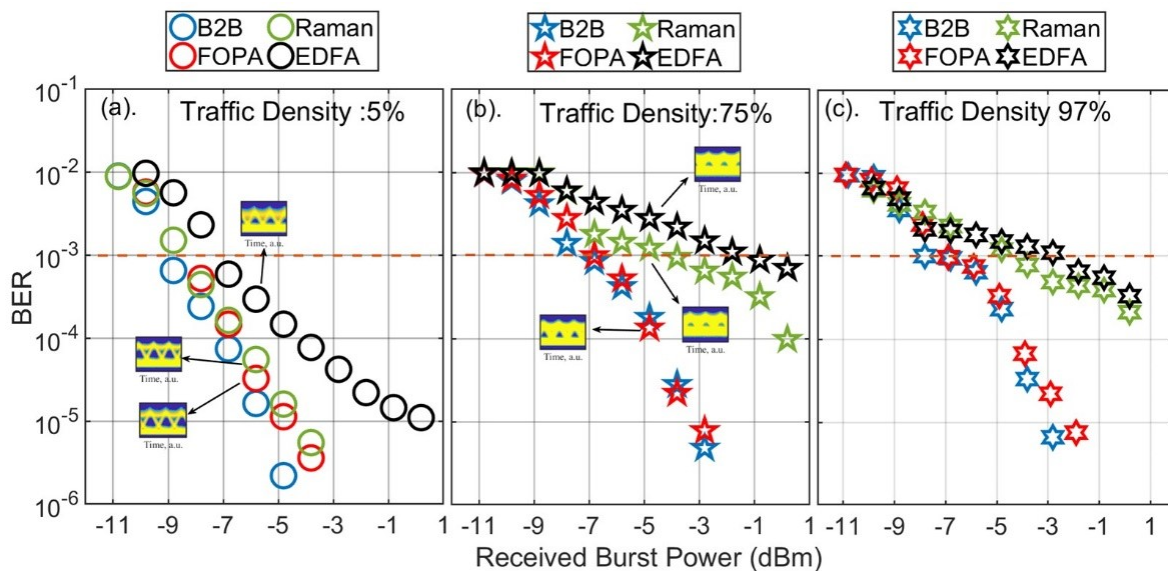 B2B Raman
FOPA EDFA
B2B Raman
FOPA EDFA
B2B Raman
FOPA EDFA
(a). Traffic Density :5%
(b). Traffic Density:75%
(c). Traffic Density 97%
BER
10-1
10-2
10-3
10-4
10-5
10-6
Time, a.u.
Time, a.u.
Time, a.u.
Time, a.u.
Time, a.u.
Time, a.u.
-11 -9 -7 -5 -3 -1 1
-11 -9 -7 -5 -3 -1 1
-11 -9 -7 -5 -3 -1 1
Received Burst Power (dBm)